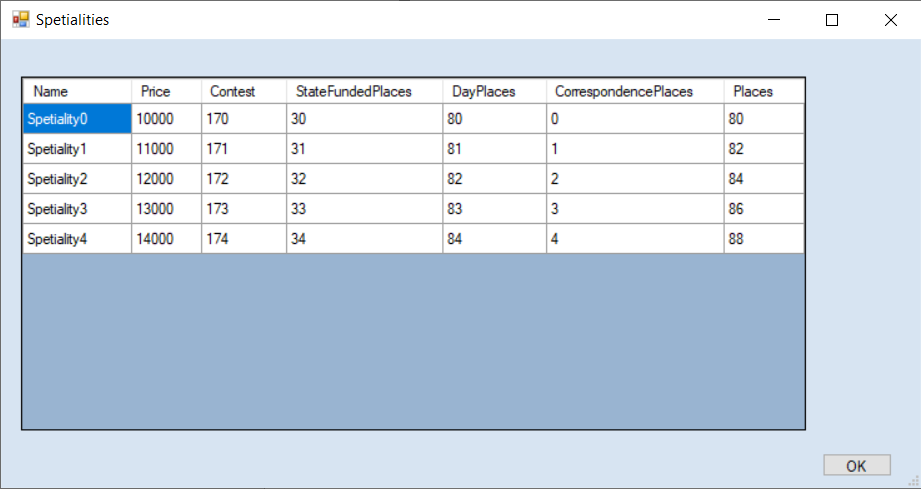 Spetialities
Name Price Contest StateFundedPlaces DayPlaces CorrespondencePlaces Places
Spetiality0 10000 170 30 80 0 80
Spetiality1 11000 171 31 81 1 82
Spetiality2 12000 172 32 82 2 84
Spetiality3 13000 173 33 83 3 86
Spetiality4 14000 174 34 84 4 88
OK